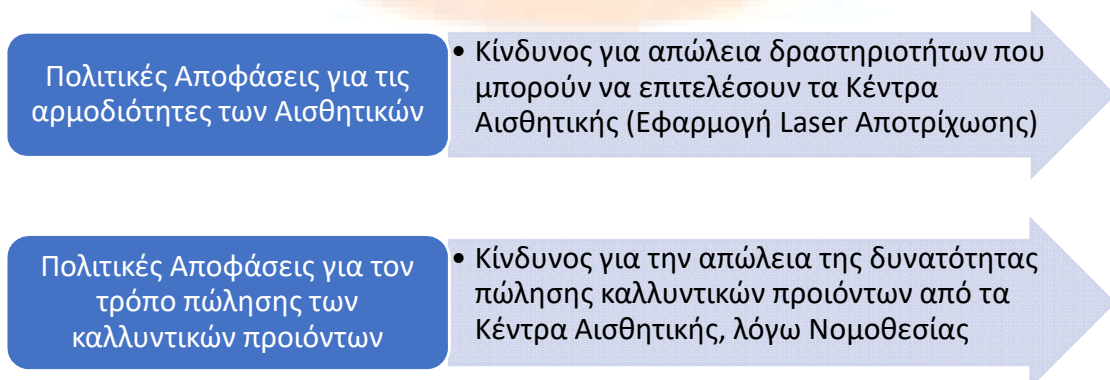 Πολιτικές Αποφάσεις για τις
αρμοδιότητες των Αισθητικών
• Κίνδυνος για απώλεια δραστηριοτήτων που
μπορούν να επιτελέσουν τα Κέντρα
Αισθητικής (Εφαρμογή Laser Αποτρίχωσης)
Πολιτικές Αποφάσεις για τον
τρόπο πώλησης των
καλλυντικών προιόντων
• Κίνδυνος για την απώλεια της δυνατότητας
πώλησης καλλυντικών προιόντων από τα
Κέντρα Αισθητικής, λόγω Νομοθεσίας